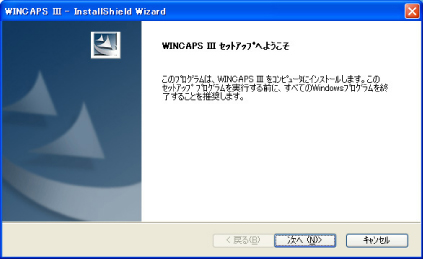 WINCAPS III - InstallShield Wizard
WINCAPS III セットアップへようこそ
このプログラムは、WINCAPS III をコンピュータにインストールします。この
セットアップ プログラムを実行する前に、すべてのWindowsプログラムを終
了することを推奨します。
< 戻る(B)
次へ (N)>
キャンセル